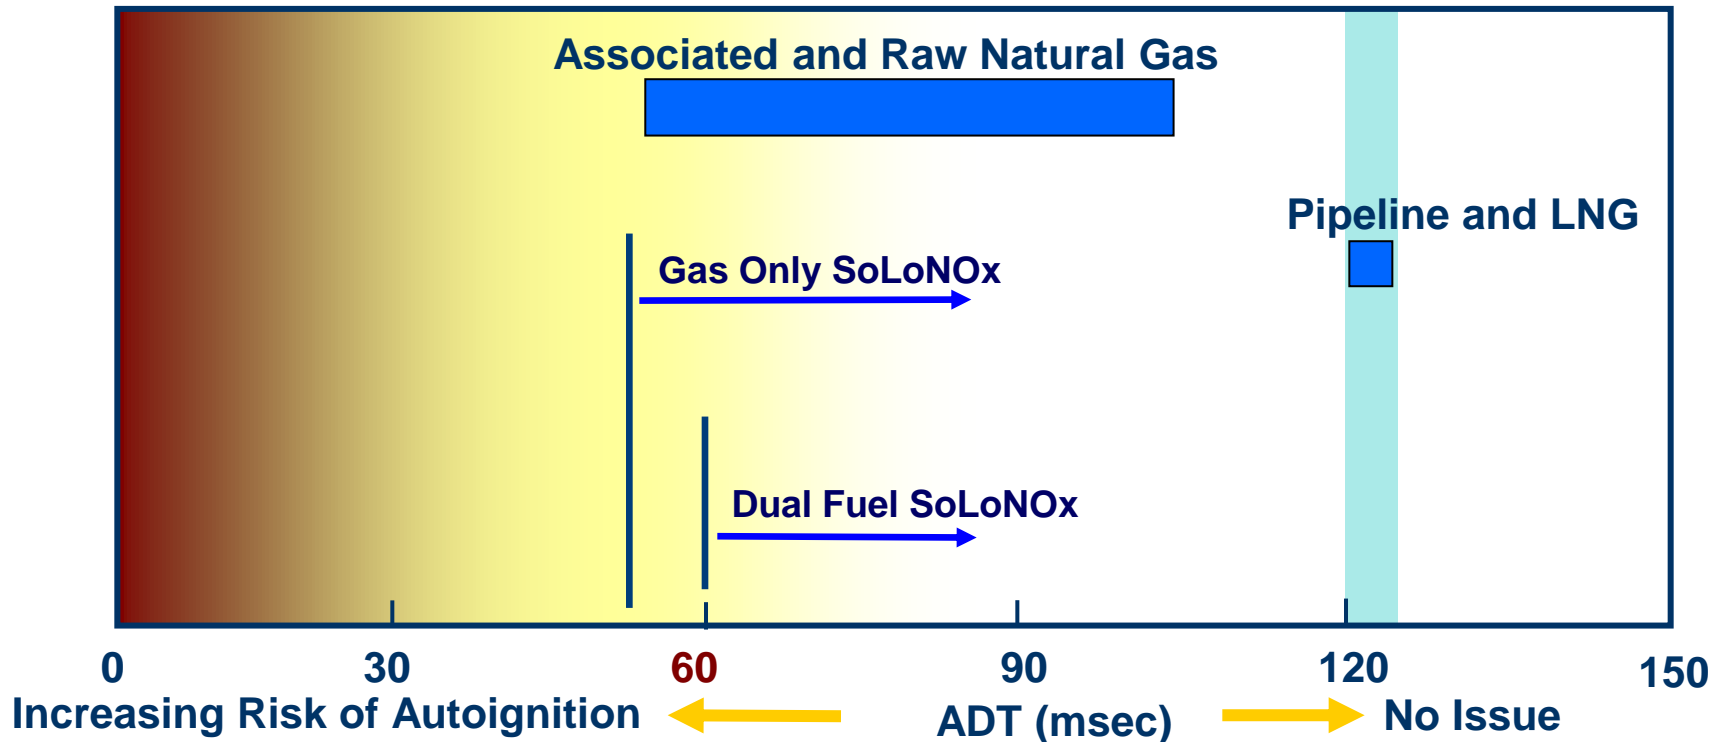 Associated and Raw Natural Gas
Pipeline and LNG
Gas Only SoLoNOx
Dual Fuel SoLoNOx
0 30 60 90 120 150
Increasing Risk of Autoignition ADT (msec) No Issue